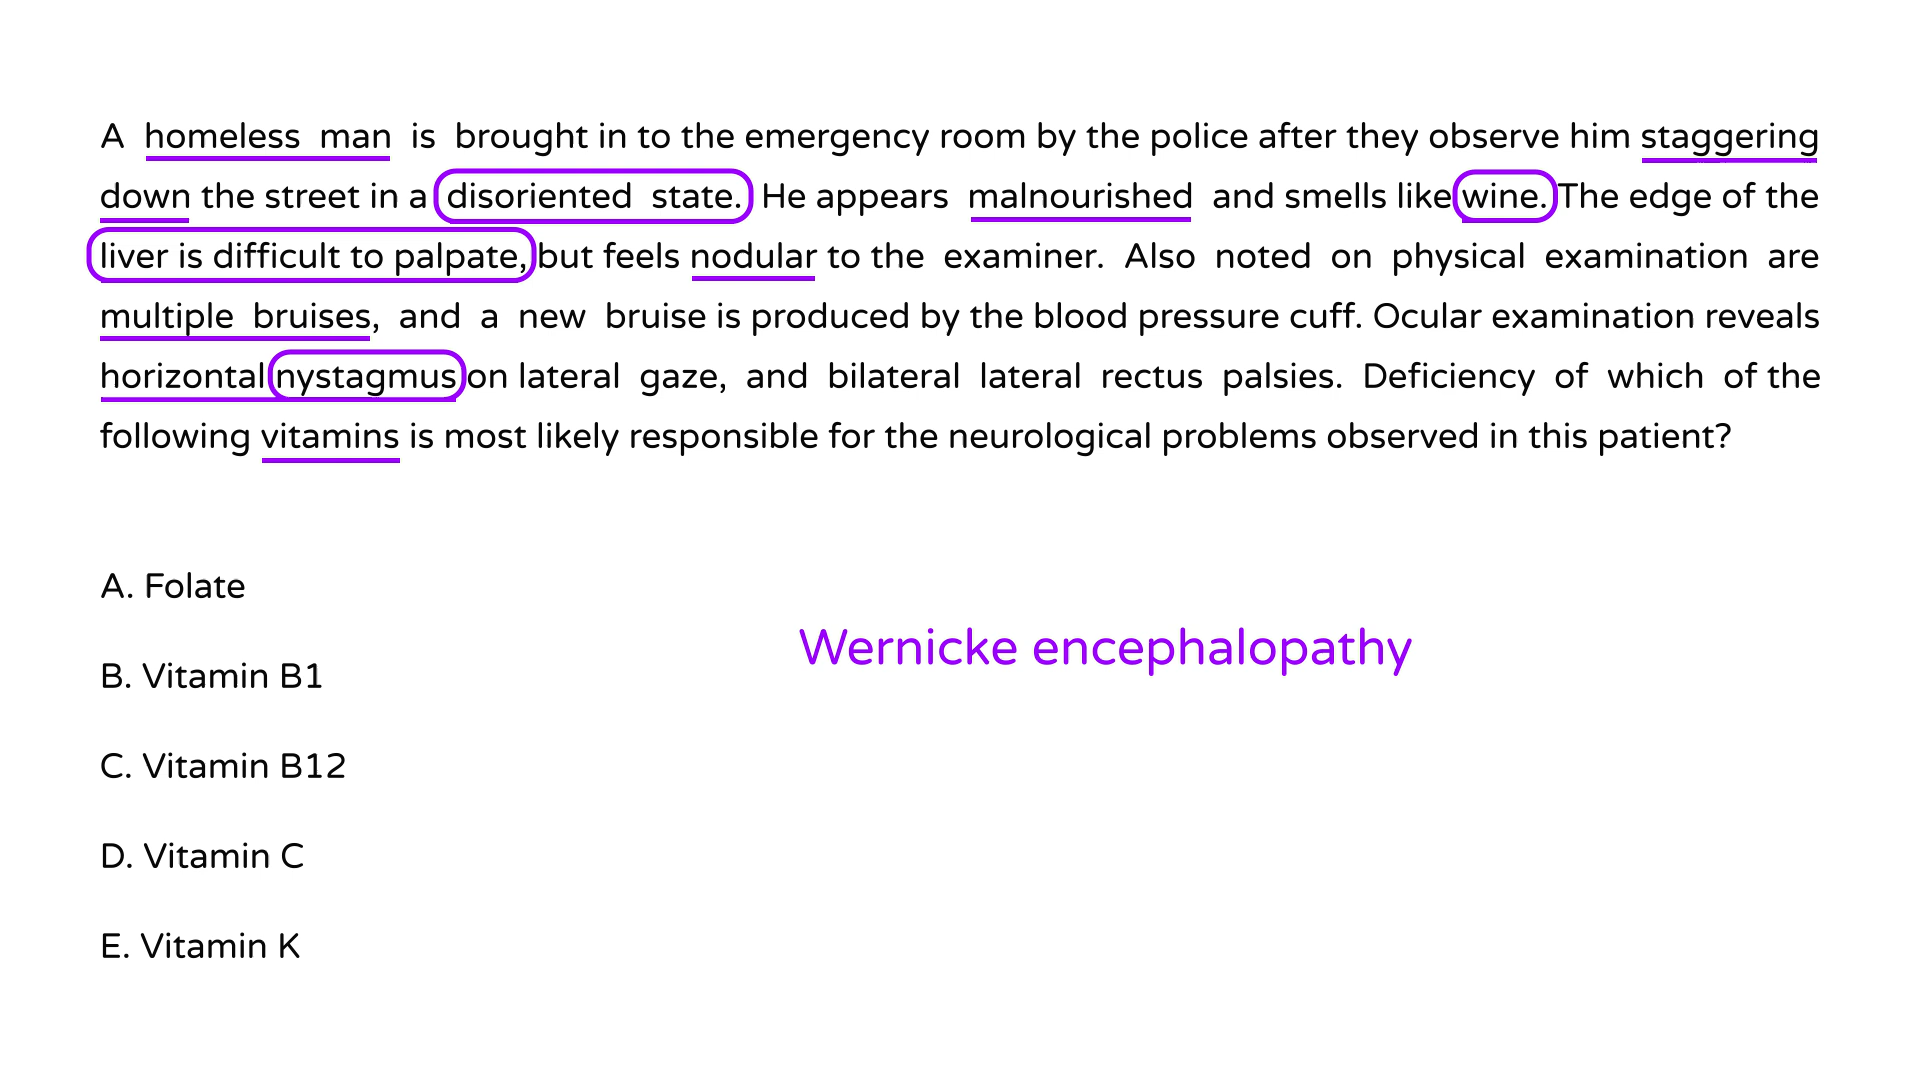 A homeless man is brought in to the emergency room by the police after they observe him staggering
down the street in a disoriented state. He appears malnourished and smells like wine. The edge of the
liver is difficult to palpate, but feels nodular to the examiner. Also noted on physical examination are
multiple bruises, and a new bruise is produced by the blood pressure cuff. Ocular examination reveals
horizontal nystagmus on lateral gaze, and bilateral lateral rectus palsies. Deficiency of which of the
following vitamins is most likely responsible for the neurological problems observed in this patient?
A. Folate
Wernicke encephalopathy
B. Vitamin B1
C. Vitamin B12
D. Vitamin C
E. Vitamin K